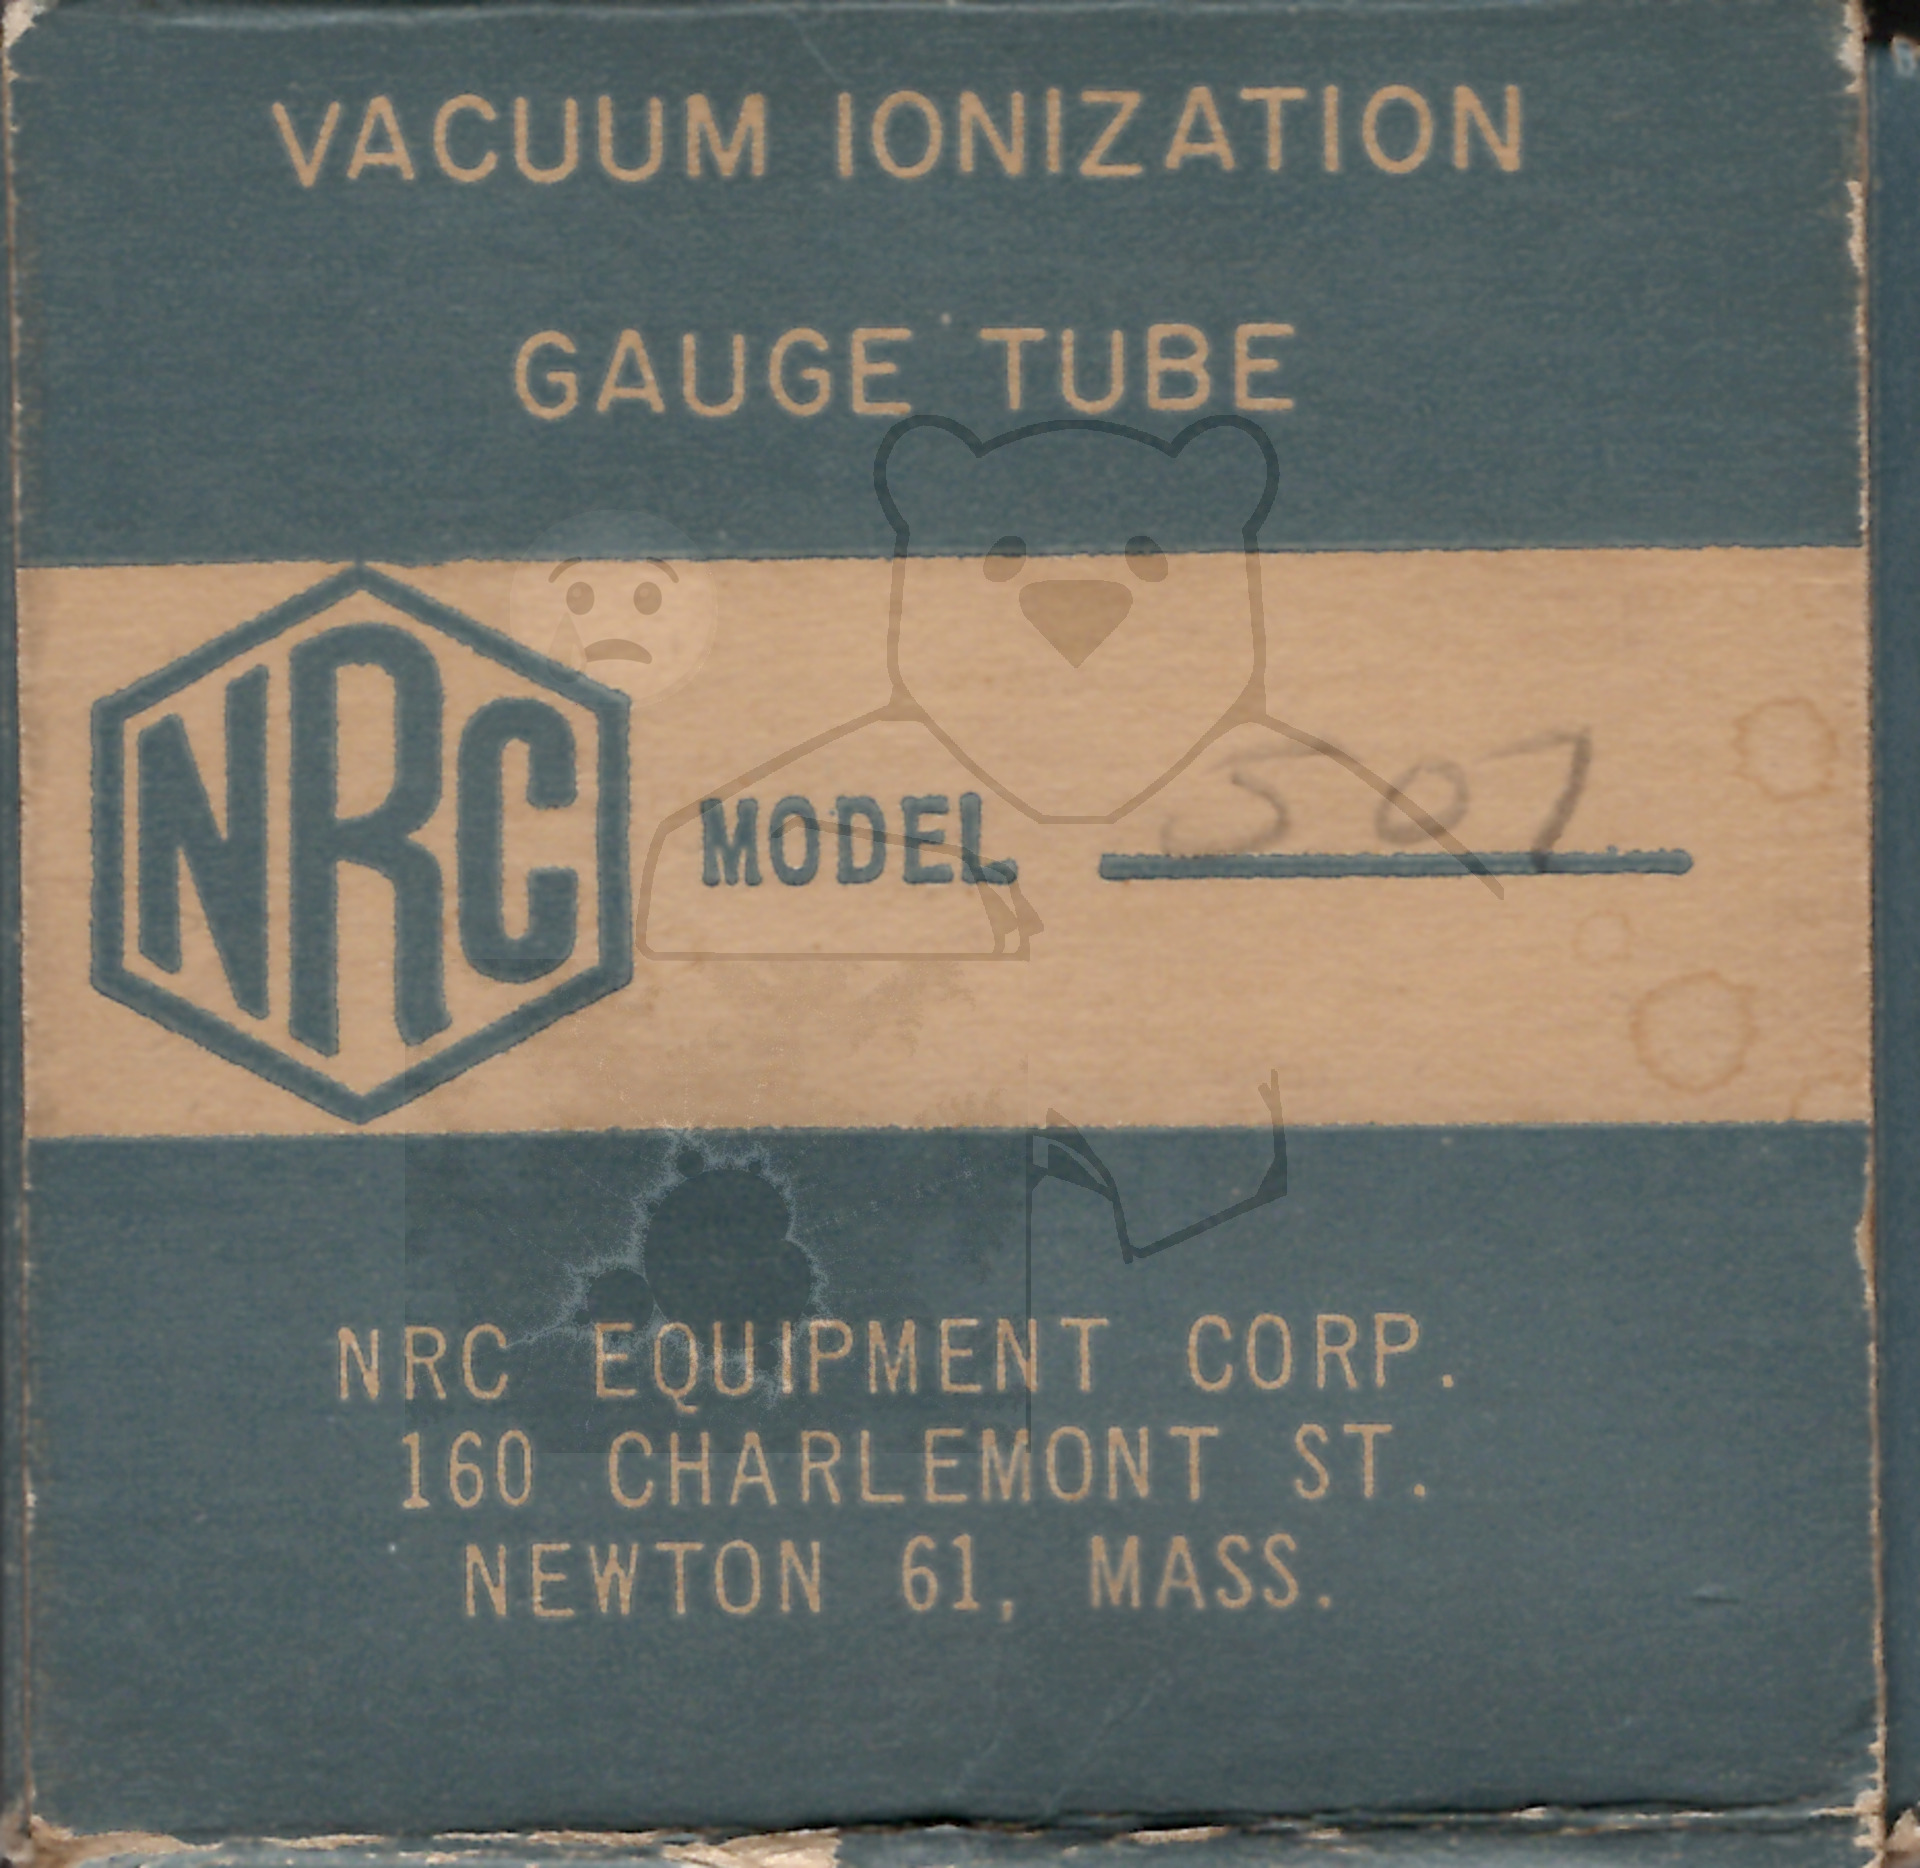 VACUUM IONIZATION
GAUGE TUBE
NRC
MODEL 507
NRC EQUIPMENT CORP.
160 CHARLEMONT ST.
NEWTON 61, MASS.